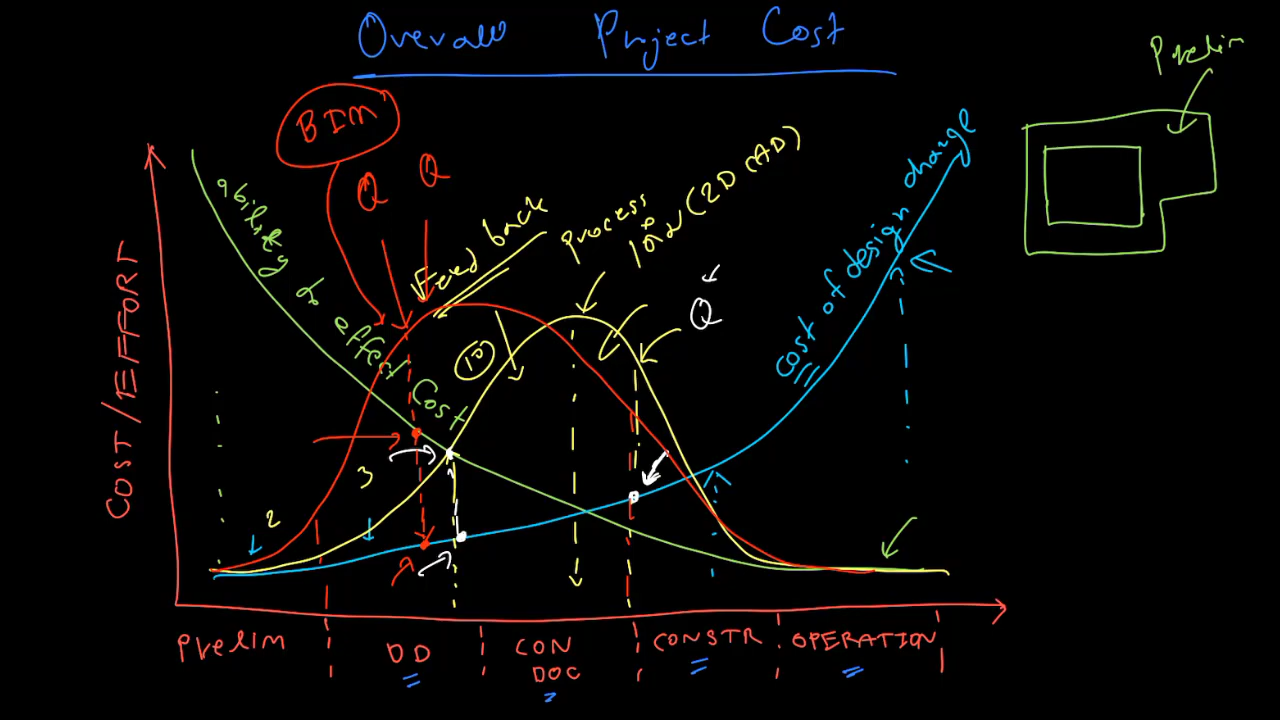 Overall Project Cost
Prelim
BIM
Q
Q
ability to effect Cost
Feed back
Process
(2D CAD)
Q
cost of design change
10
3
2
COST/EFFORT
PRELIM
DD
CON
DOC
CONSTR
OPERATION